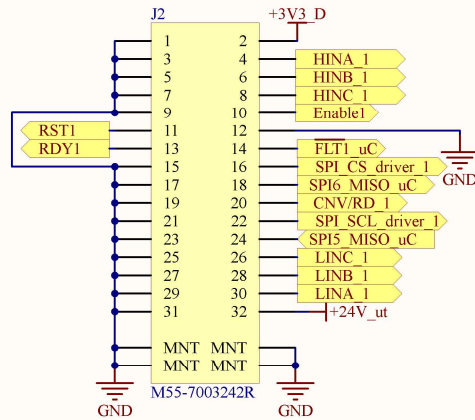 J2
+3V3_D
1 2
3 4 HINA_1
5 6 HINB_1
7 8 HINC_1
9 10 Enable1
RST1 11 12
GND
RDY1 13 14 FLT1_uC
15 16 SPI_CS_driver_1
17 18 SPI6_MISO_uC
19 20 CNV/RD_1
21 22 SPI_SCL_driver_1
23 24 SPI5_MISO_uC
25 26 LINC_1
27 28 LINB_1
29 30 LINA_1
31 32 +24V_ut
MNT MNT
MNT MNT
GND M55-7003242R GND